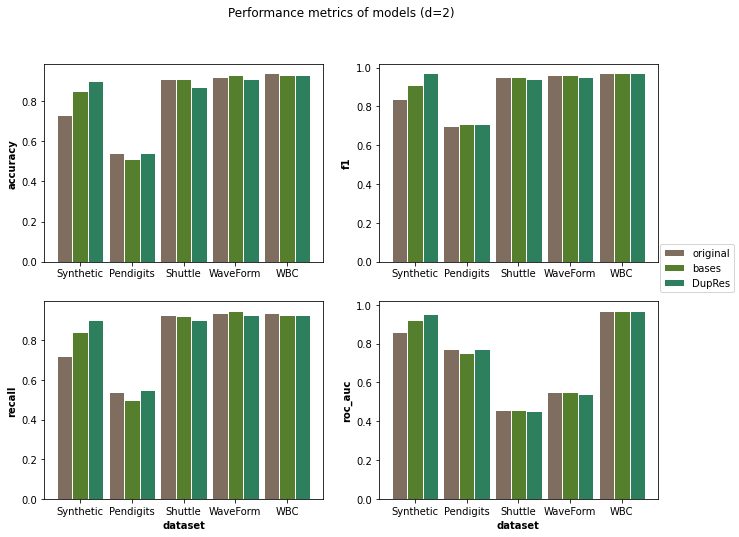 Performance metrics of models (d=2)
accuracy
0.8
0.6
0.4
0.2
0.0
Synthetic Pendigits Shuttle WaveForm WBC
f1
1.0
0.8
0.6
0.4
0.2
0.0
Synthetic Pendigits Shuttle WaveForm WBC
original
bases
DupRes
recall
0.8
0.6
0.4
0.2
0.0
Synthetic Pendigits Shuttle WaveForm WBC
dataset
roc_auc
1.0
0.8
0.6
0.4
0.2
0.0
Synthetic Pendigits Shuttle WaveForm WBC
dataset